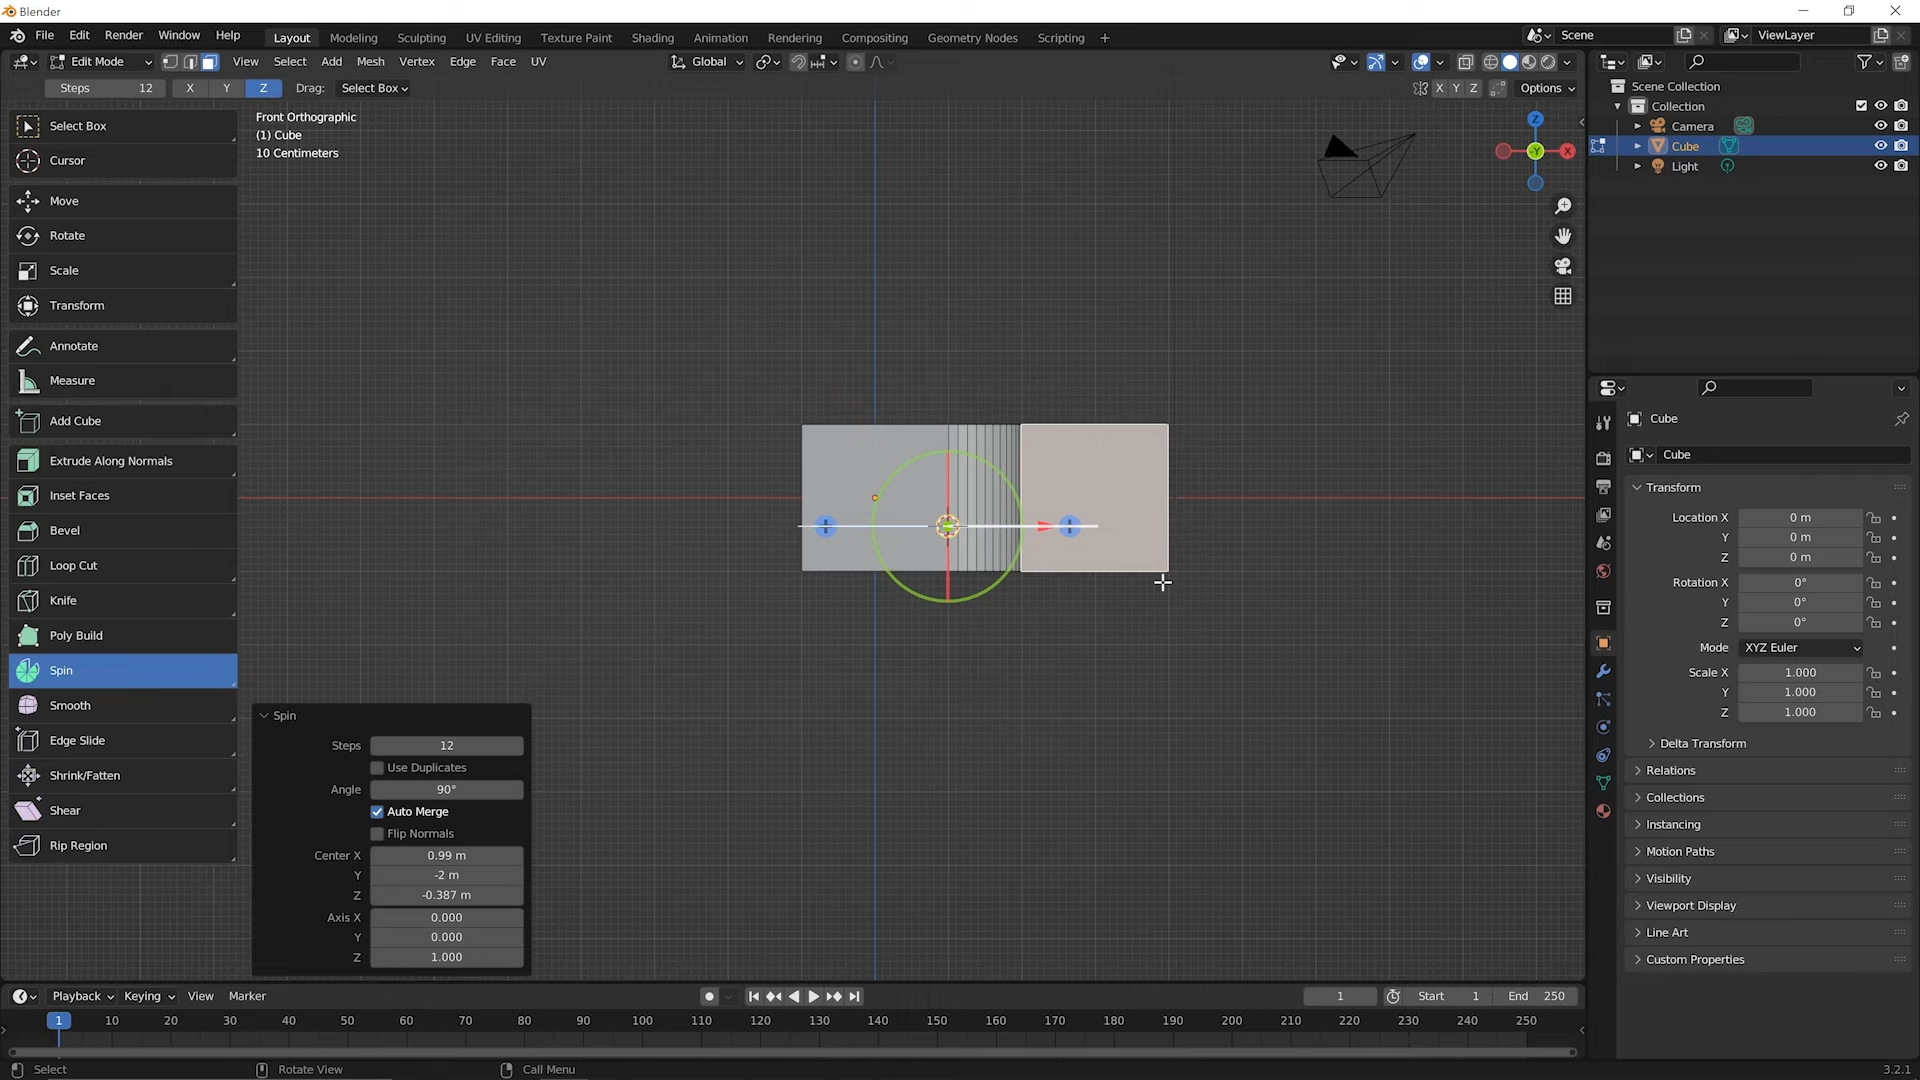 Blender
File Edit Render Window Help Layout Modeling Sculpting UV Editing Texture Paint Shading Animation Rendering Compositing Geometry Nodes Scripting + Scene ViewLayer
Edit Mode View Select Add Mesh Vertex Edge Face UV Global
Steps 12 X Y Z Drag: Select Box X Y Z Options
Select Box
Cursor
Move
Rotate
Scale
Transform
Annotate
Measure
Add Cube
Extrude Along Normals
Inset Faces
Bevel
Loop Cut
Knife
Poly Build
Spin
Smooth
Edge Slide
Shrink/Fatten
Shear
Rip Region
Front Orthographic
(1) Cube
10 Centimeters
Z
-Y
X
Spin
Steps 12
Use Duplicates
Angle 90°
Auto Merge
Flip Normals
Center X 0.99 m
Y -2 m
Z -0.387 m
Axis X 0.000
Y 0.000
Z 1.000
Scene Collection
Collection
Camera
Cube
Light
Cube
Cube
Transform
Location X 0 m
Y 0 m
Z 0 m
Rotation X 0°
Y 0°
Z 0°
Mode XYZ Euler
Scale X 1.000
Y 1.000
Z 1.000
Delta Transform
Relations
Collections
Instancing
Motion Paths
Visibility
Viewport Display
Line Art
Custom Properties
Playback Keying View Marker 1 Start 1 End 250
1 10 20 30 40 50 60 70 80 90 100 110 120 130 140 150 160 170 180 190 200 210 220 230 240 250
Select Rotate View Call Menu 3.2.1